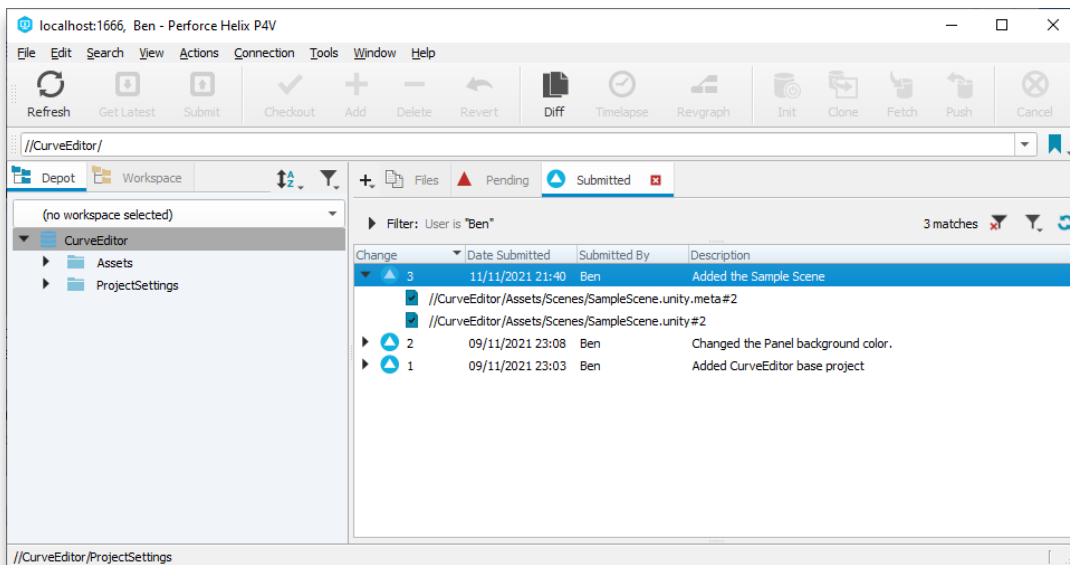 localhost:1666, Ben - Perforce Helix P4V
File Edit Search View Actions Connection Tools Window Help
Refresh Get Latest Submit Checkout Add Delete Revert Diff Timelapse Revgraph Init Clone Fetch Push Cancel
//CurveEditor/
Depot Workspace
(no workspace selected)
CurveEditor
Assets
ProjectSettings
Files Pending Submitted
Filter: User is "Ben" 3 matches
Change Date Submitted Submitted By Description
3 11/11/2021 21:40 Ben Added the Sample Scene
//CurveEditor/Assets/Scenes/SampleScene.unity.meta#2
//CurveEditor/Assets/Scenes/SampleScene.unity#2
2 09/11/2021 23:08 Ben Changed the Panel background color.
1 09/11/2021 23:03 Ben Added CurveEditor base project
//CurveEditor/ProjectSettings